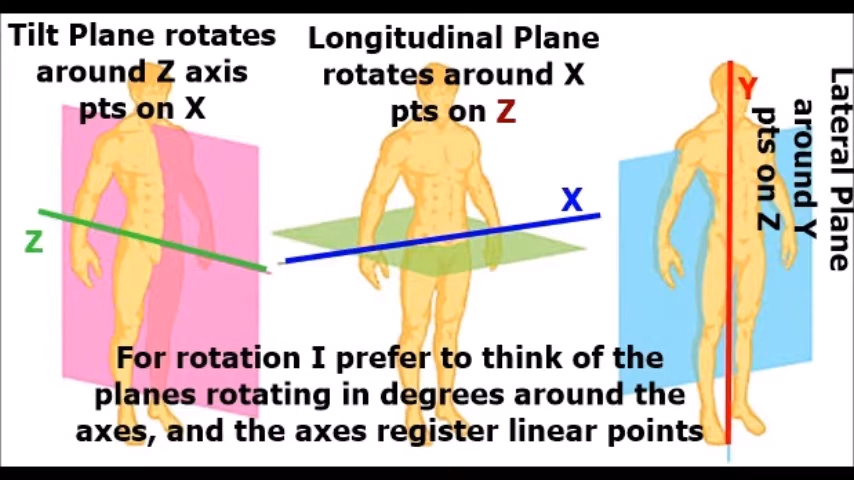 Tilt Plane rotates
around Z axis
pts on X
Longitudinal Plane
rotates around X
pts on Z
Lateral Plane
around Y
pts on Z
Z
X
Y
For rotation I prefer to think of the
planes rotating in degrees around the
axes, and the axes register linear points